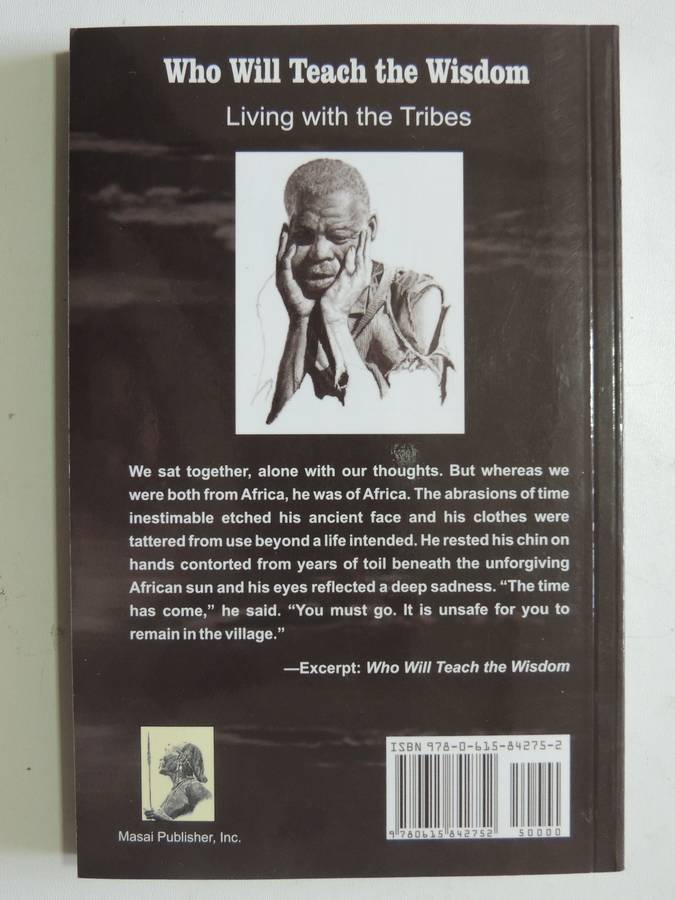 Who Will Teach the Wisdom
Living with the Tribes
We sat together, alone with our thoughts. But whereas we
were both from Africa, he was of Africa. The abrasions of time
inestimable etched his ancient face and his clothes were
tattered from use beyond a life intended. He rested his chin on
hands contorted from years of toil beneath the unforgiving
African sun and his eyes reflected a deep sadness. “The time
has come,” he said. “You must go. It is unsafe for you to
remain in the village.”
—Excerpt: Who Will Teach the Wisdom
Masai Publisher, Inc.
ISBN 978-0-615-84275-2
9 780615 842752
50000